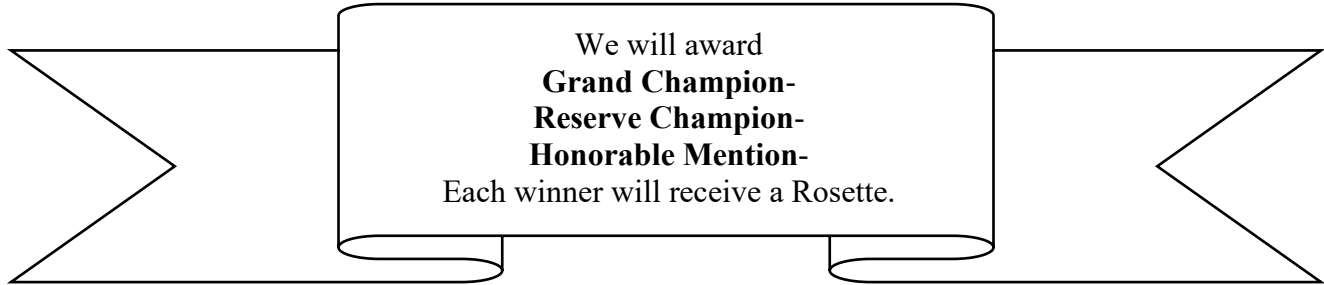 We will award
Grand Champion-
Reserve Champion-
Honorable Mention-
Each winner will receive a Rosette.